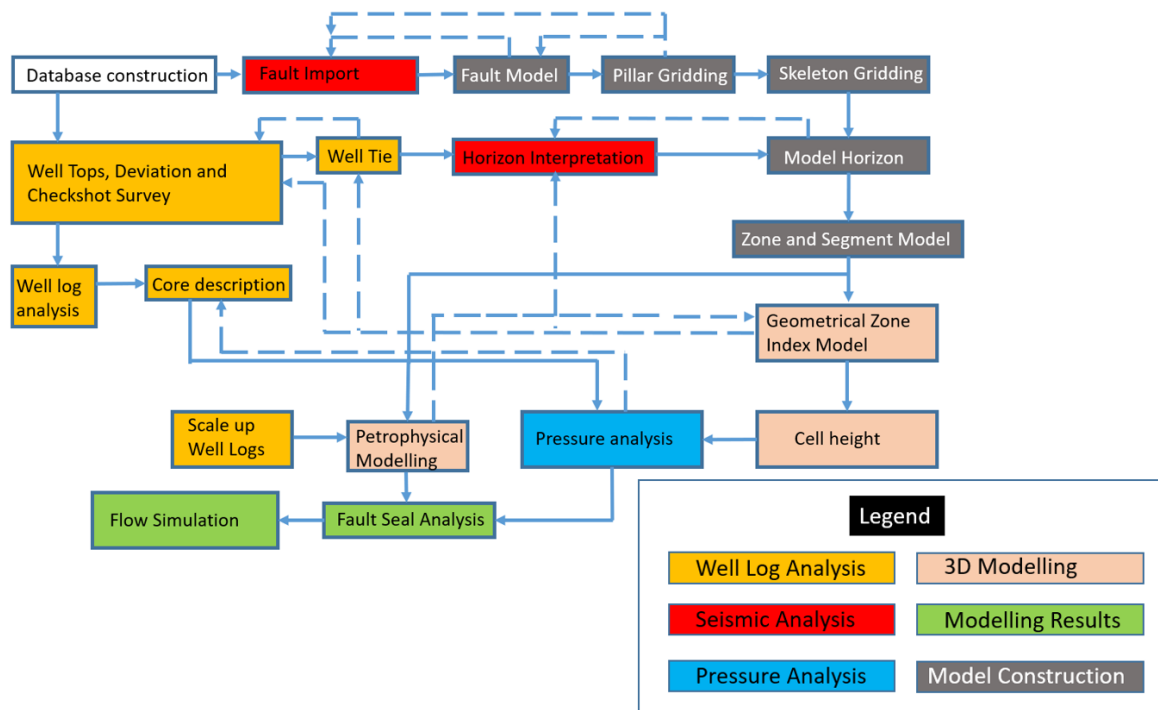 Database construction
Fault Import
Fault Model
Pillar Gridding
Skeleton Gridding
Well Tops, Deviation and
Checkshot Survey
Well Tie
Horizon Interpretation
Model Horizon
Zone and Segment Model
Well log
analysis
Core description
Geometrical Zone
Index Model
Scale up
Well Logs
Petrophysical
Modelling
Pressure analysis
Cell height
Flow Simulation
Fault Seal Analysis
Legend
Well Log Analysis
3D Modelling
Seismic Analysis
Modelling Results
Pressure Analysis
Model Construction